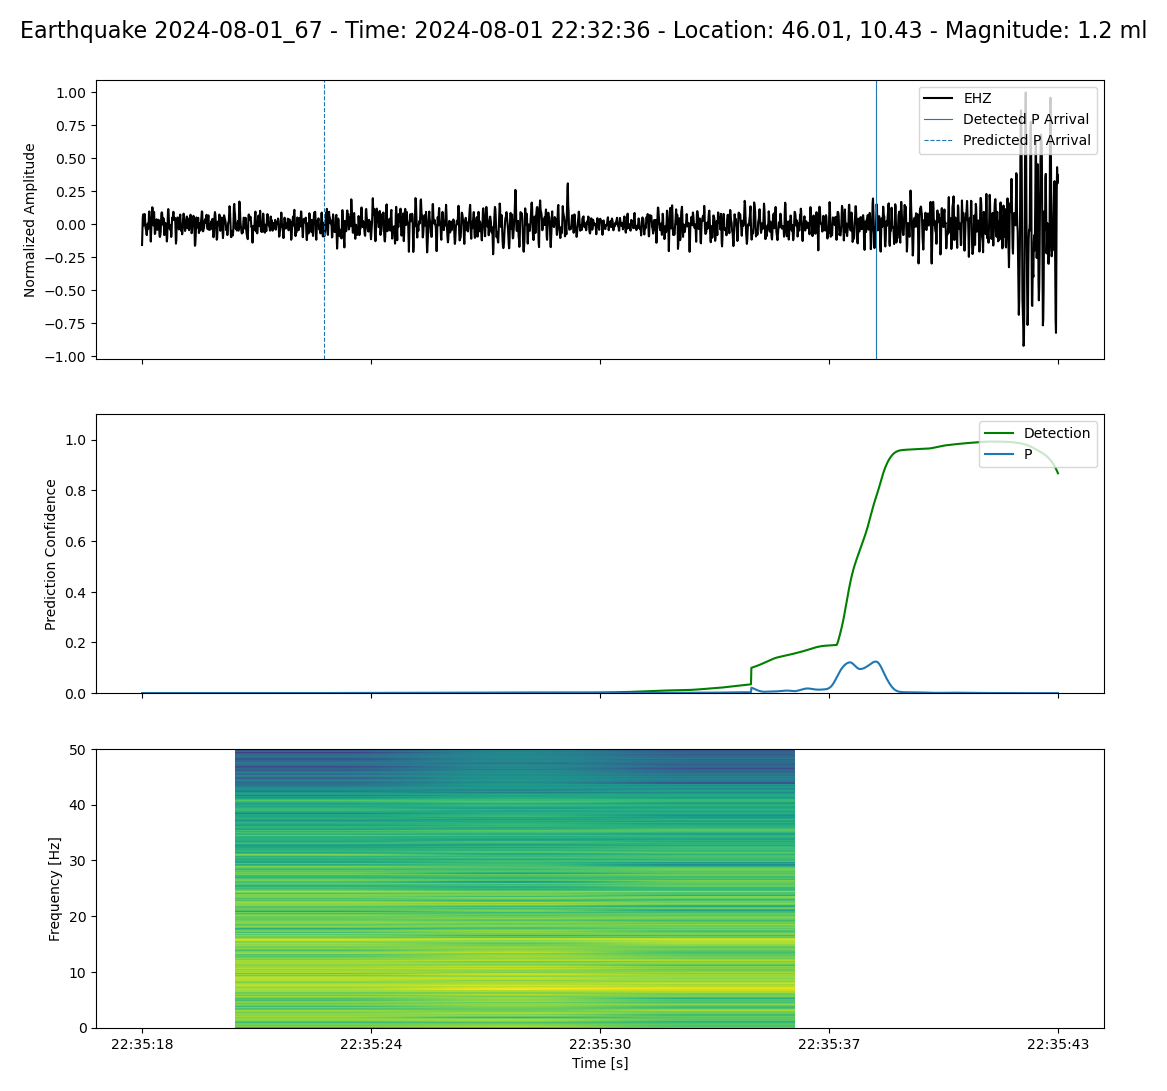 Earthquake 2024-08-01_67 - Time: 2024-08-01 22:32:36 - Location: 46.01, 10.43 - Magnitude: 1.2 ml
1.00
0.75
0.50
0.25
0.00
−0.25
−0.50
−0.75
−1.00
Normalized Amplitude
EHZ
Detected P Arrival
Predicted P Arrival
1.0
0.8
0.6
0.4
0.2
0.0
Prediction Confidence
Detection
P
50
40
30
20
10
0
Frequency [Hz]
22:35:18 22:35:24 22:35:30 22:35:37 22:35:43
Time [s]